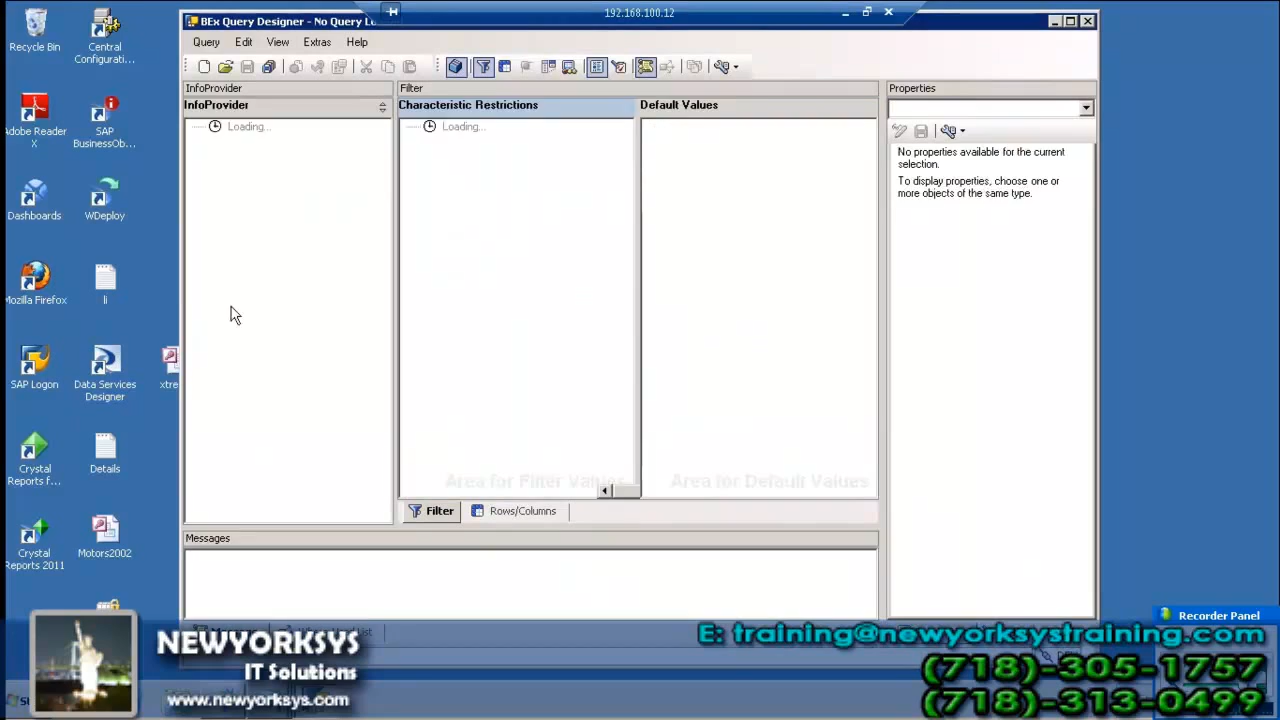 192.168.100.12
BEx Query Designer - No Query Lo
Query Edit View Extras Help
InfoProvider
InfoProvider
Loading...
Filter
Characteristic Restrictions
Loading...
Default Values
Area for Filter Values
Area for Default Values
Filter
Rows/Columns
Messages
Properties
No properties available for the current
selection.
To display properties, choose one or
more objects of the same type.
Recycle Bin
Central
Configurati...
Adobe Reader
X
SAP
BusinessOb...
Dashboards
WDeploy
Mozilla Firefox
li
SAP Logon
Data Services
Designer
xtre
Crystal
Reports f...
Details
Crystal
Reports 2011
Motors2002
Recorder Panel
NEWYORKSYS
IT Solutions
www.newyorksys.com
E: training@newyorksystraining.com
(718)-305-1757
(718)-313-0499